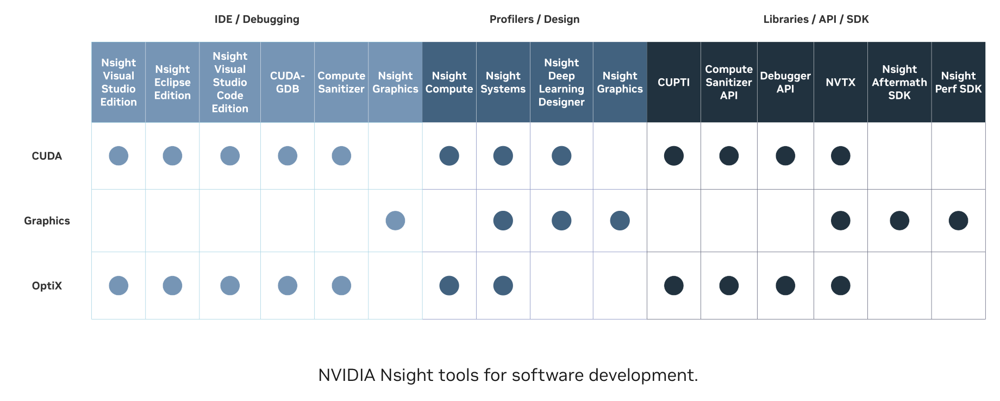 IDE / Debugging
Profilers / Design
Libraries / API / SDK
Nsight
Visual
Studio
Edition
Nsight
Eclipse
Edition
Nsight
Visual
Studio
Code
Edition
CUDA-
GDB
Compute
Sanitizer
Nsight
Graphics
Nsight
Compute
Nsight
Systems
Nsight
Deep
Learning
Designer
Nsight
Graphics
CUPTI
Compute
Sanitizer
API
Debugger
API
NVTX
Nsight
Aftermath
SDK
Nsight
Perf SDK
CUDA
Graphics
OptiX
NVIDIA Nsight tools for software development.